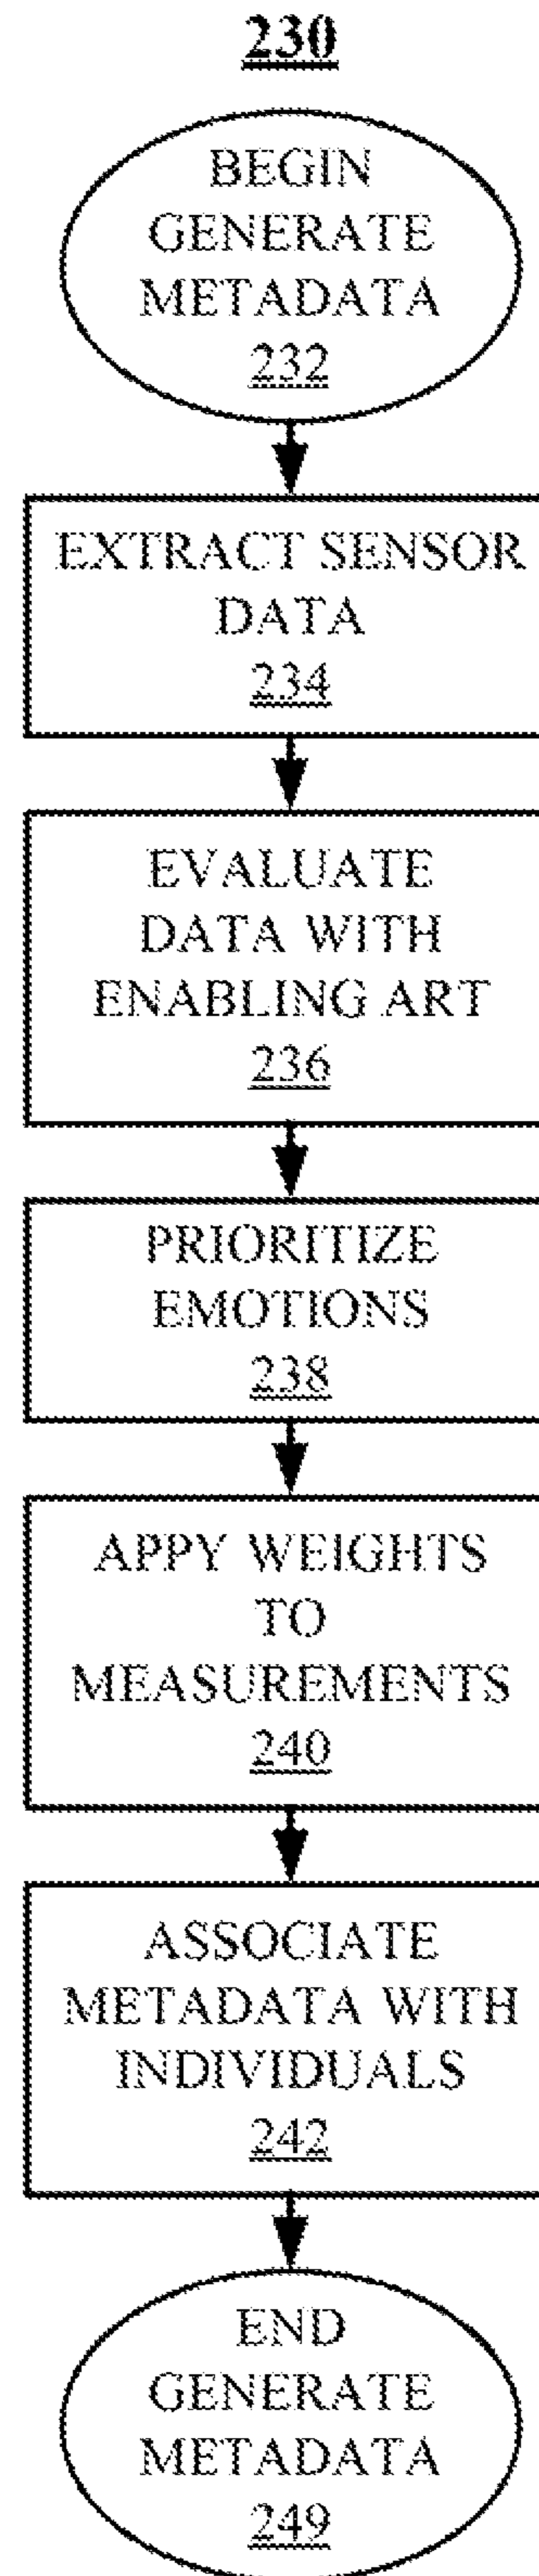 230
BEGIN
GENERATE
METADATA
232
EXTRACT SENSOR
DATA
234
EVALUATE
DATA WITH
ENABLING ART
236
PRIORITIZE
EMOTIONS
238
APPY WEIGHTS
TO
MEASUREMENTS
240
ASSOCIATE
METADATA WITH
INDIVIDUALS
242
END
GENERATE
METADATA
249